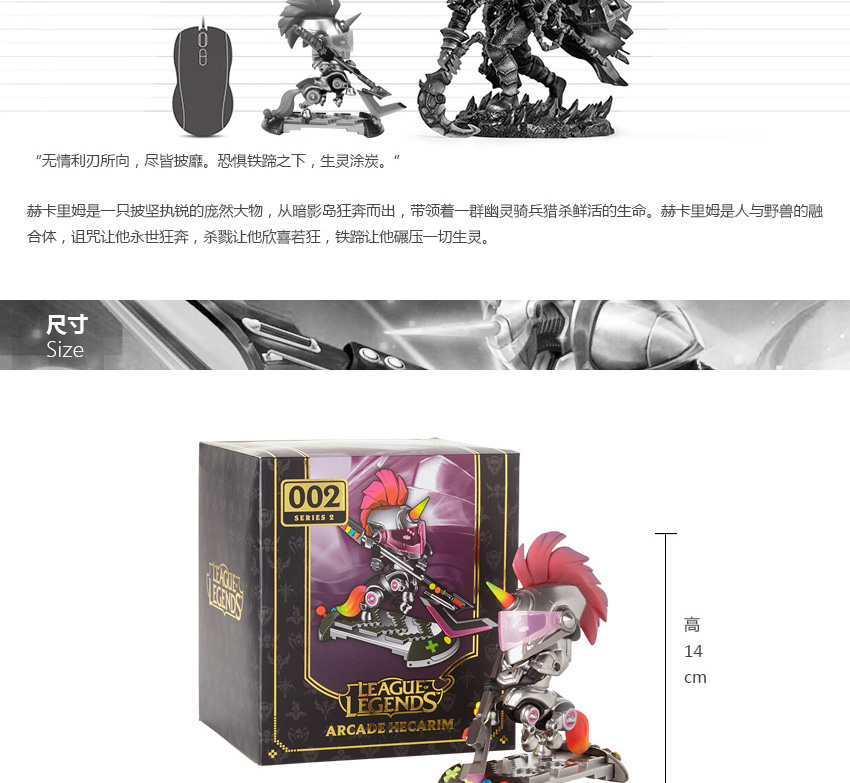 “无情利刃所向，尽皆披靡。恐惧铁蹄之下，生灵涂炭。”
赫卡里姆是一只披坚执锐的庞然大物，从暗影岛狂奔而出，带领着一群幽灵骑兵猎杀鲜活的生命。赫卡里姆是人与野兽的融
合体，诅咒让他永世狂奔，杀戮让他欣喜若狂，铁蹄让他碾压一切生灵。
尺寸
Size
002
SERIES 2
LEAGUE OF
LEGENDS
LEAGUE OF
LEGENDS
ARCADE HECARIM
高
14
cm